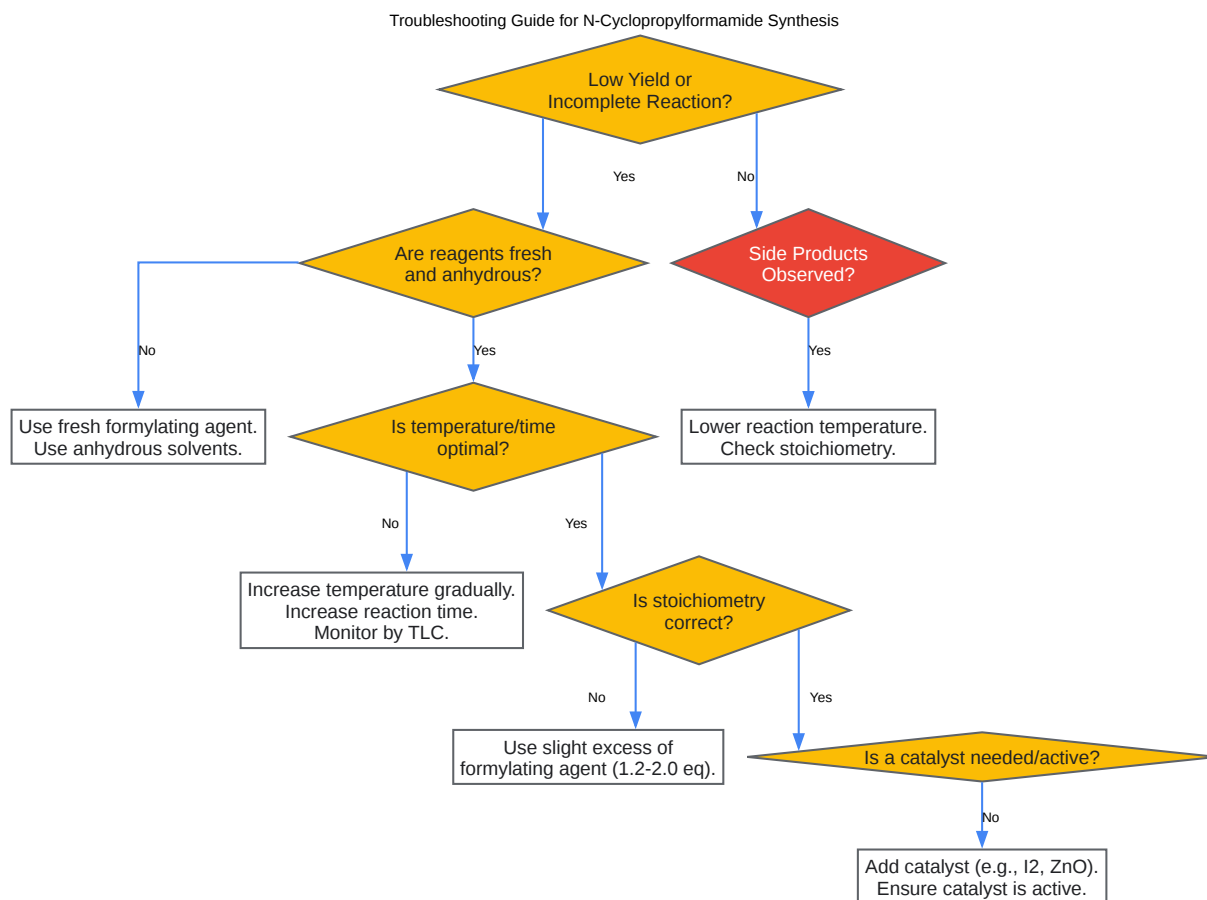 Troubleshooting Guide for N-Cyclopropylformamide Synthesis
Low Yield or
Incomplete Reaction?
Yes
No
Are reagents fresh
and anhydrous?
Side Products
Observed?
No
Yes
Yes
Use fresh formylating agent.
Use anhydrous solvents.
Is temperature/time
optimal?
Lower reaction temperature.
Check stoichiometry.
No
Yes
Increase temperature gradually.
Increase reaction time.
Monitor by TLC.
Is stoichiometry
correct?
No
Yes
Use slight excess of
formylating agent (1.2-2.0 eq).
Is a catalyst needed/active?
No
Add catalyst (e.g., I2, ZnO).
Ensure catalyst is active.